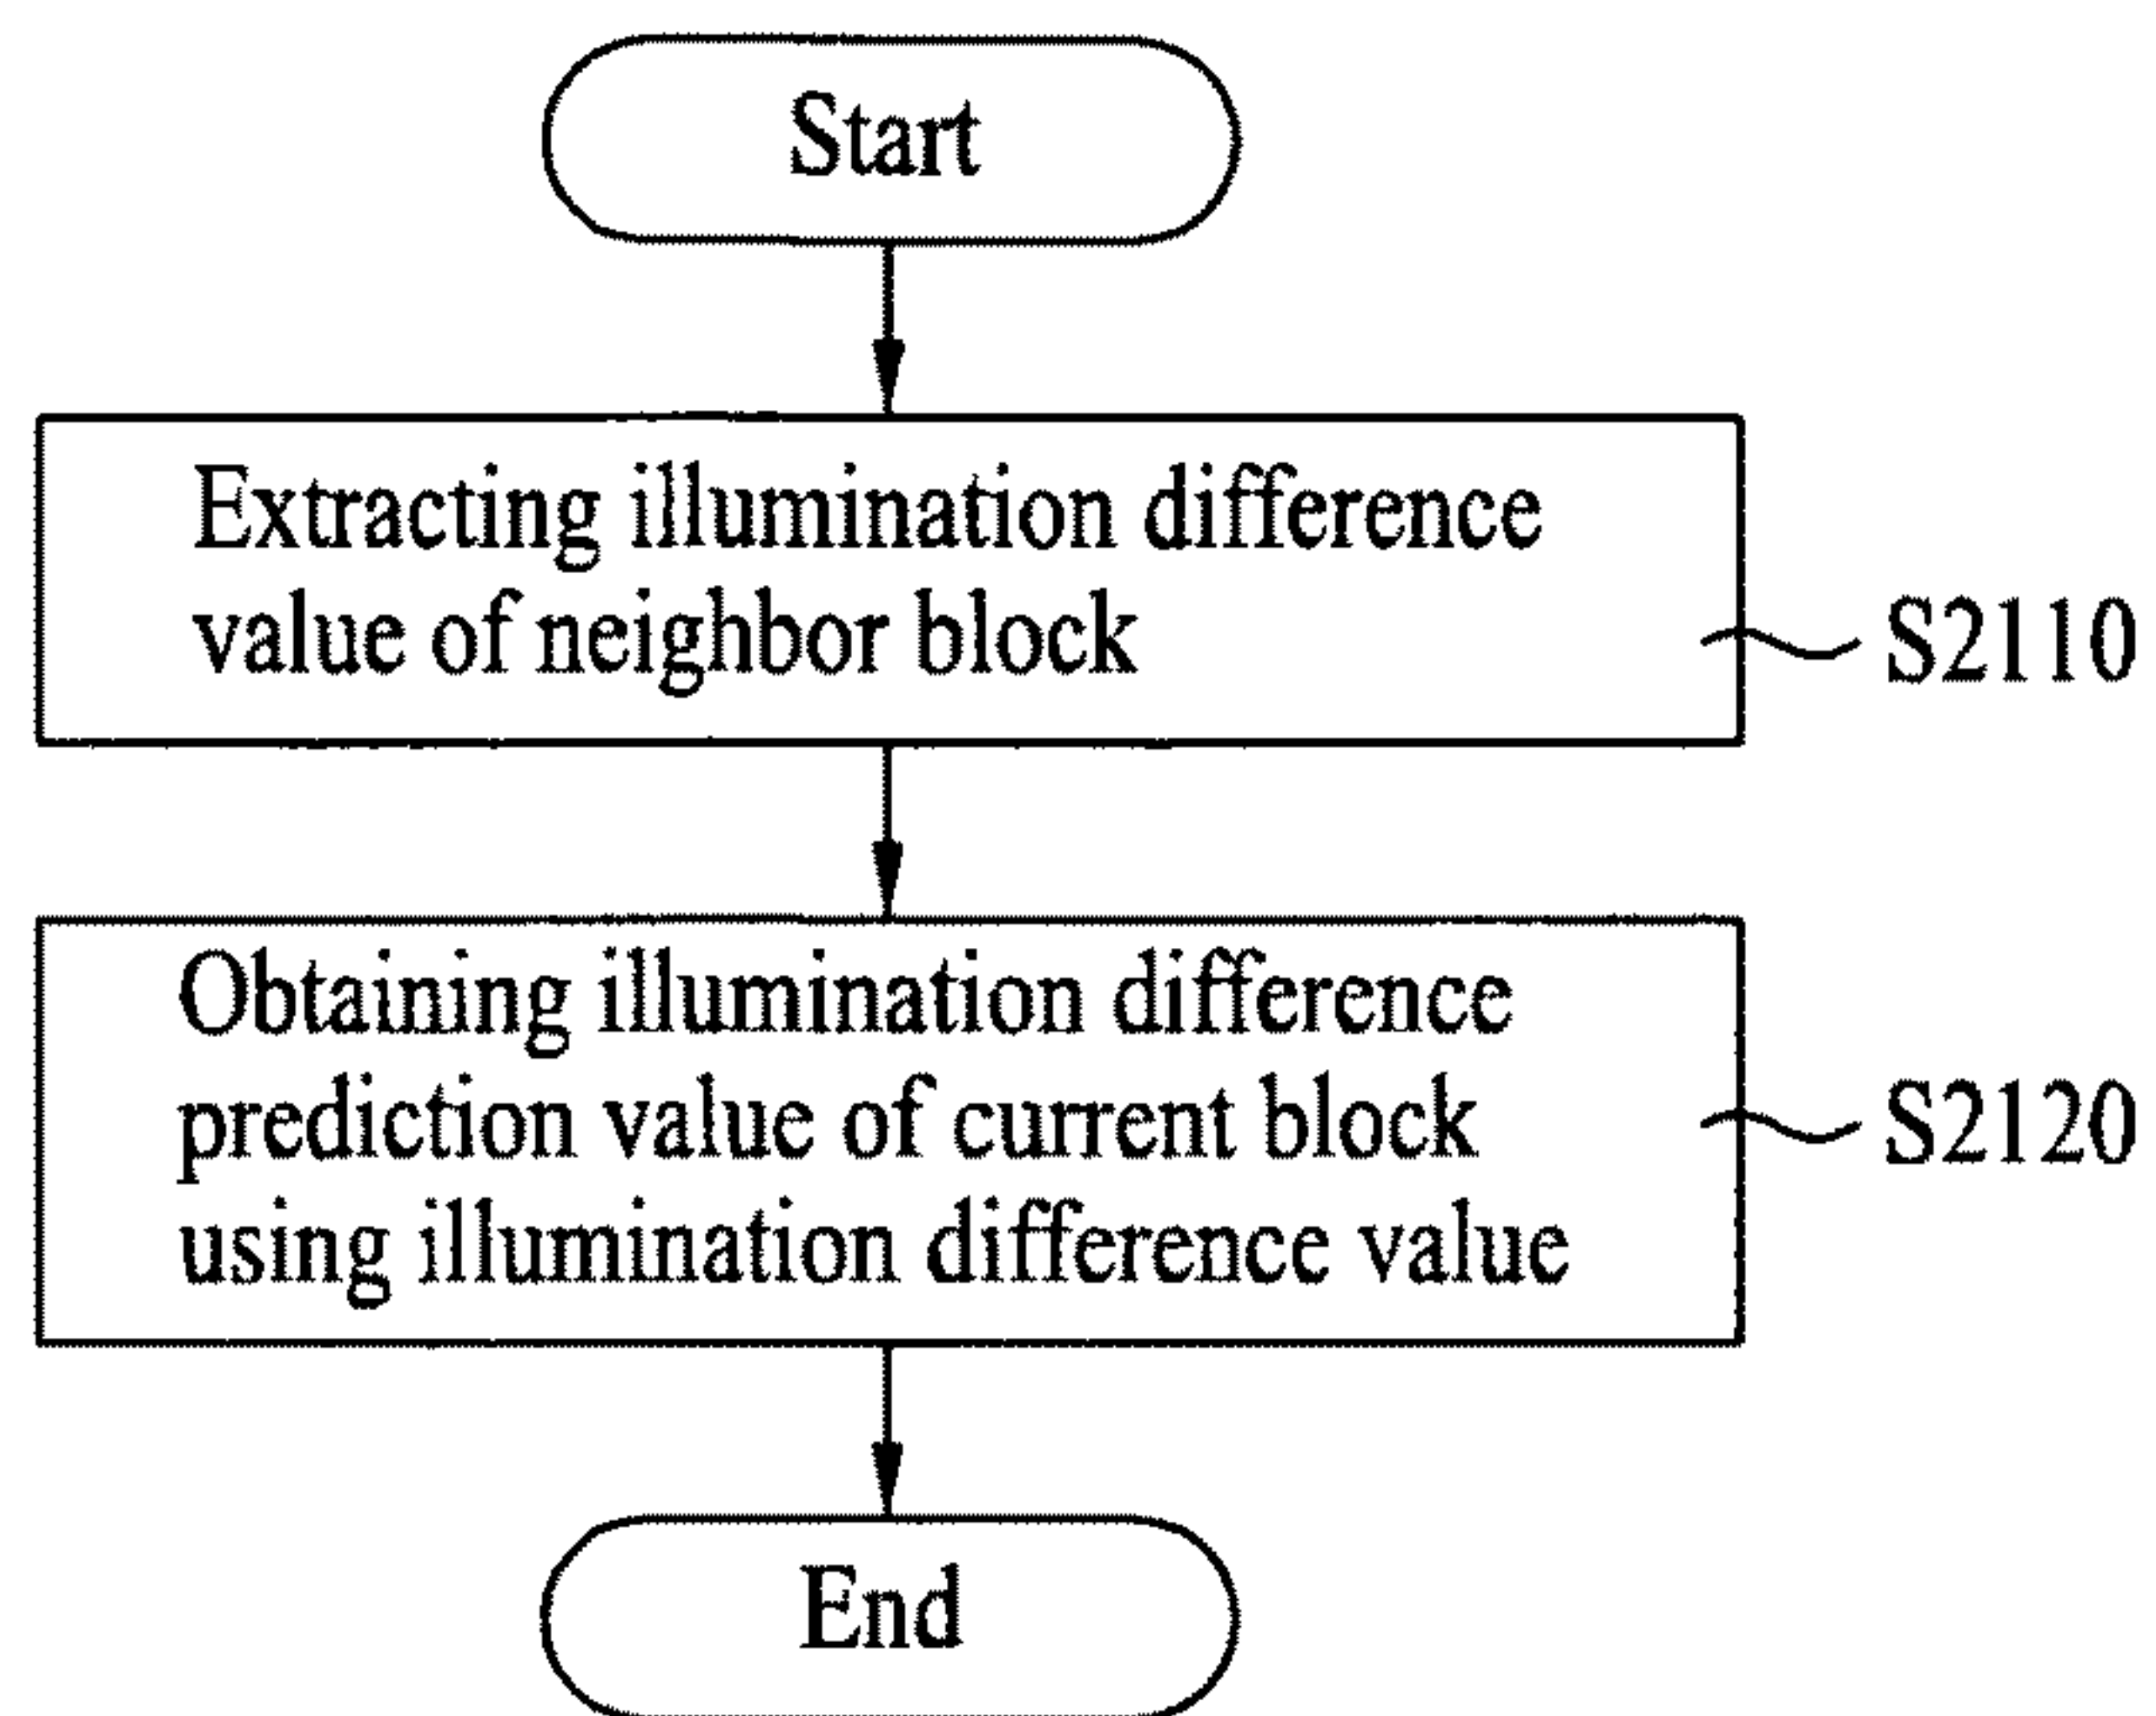 Start
Extracting illumination difference
value of neighbor block
S2110
Obtaining illumination difference
prediction value of current block
using illumination difference value
S2120
End